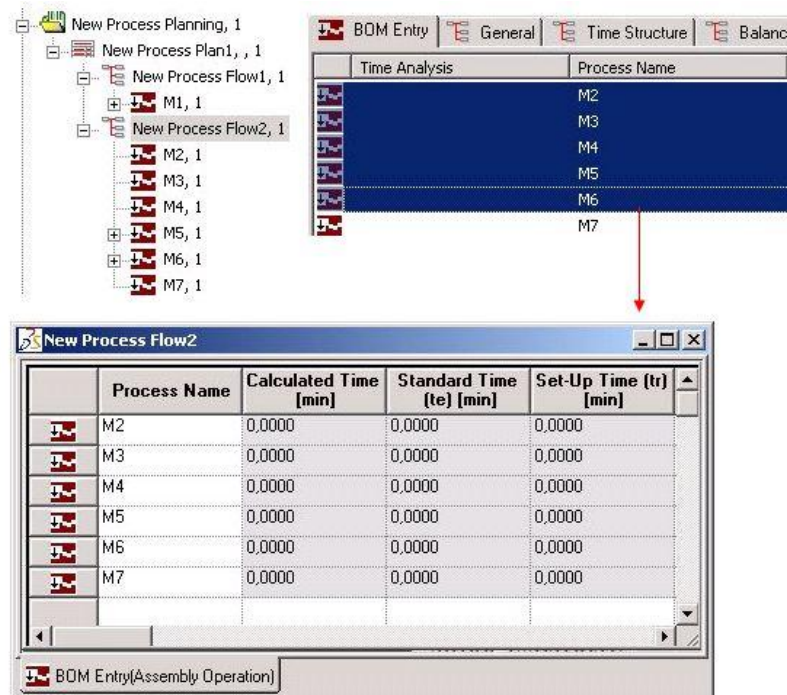 New Process Planning, 1
New Process Plan1, , 1
New Process Flow1, 1
M1, 1
New Process Flow2, 1
M2, 1
M3, 1
M4, 1
M5, 1
M6, 1
M7, 1
BOM Entry General Time Structure Balanc
Time Analysis Process Name
M2
M3
M4
M5
M6
M7
New Process Flow2
Process Name Calculated Time [min] Standard Time (te) [min] Set-Up Time (tr) [min]
M2 0,0000 0,0000 0,0000
M3 0,0000 0,0000 0,0000
M4 0,0000 0,0000 0,0000
M5 0,0000 0,0000 0,0000
M6 0,0000 0,0000 0,0000
M7 0,0000 0,0000 0,0000
BOM Entry(Assembly Operation)